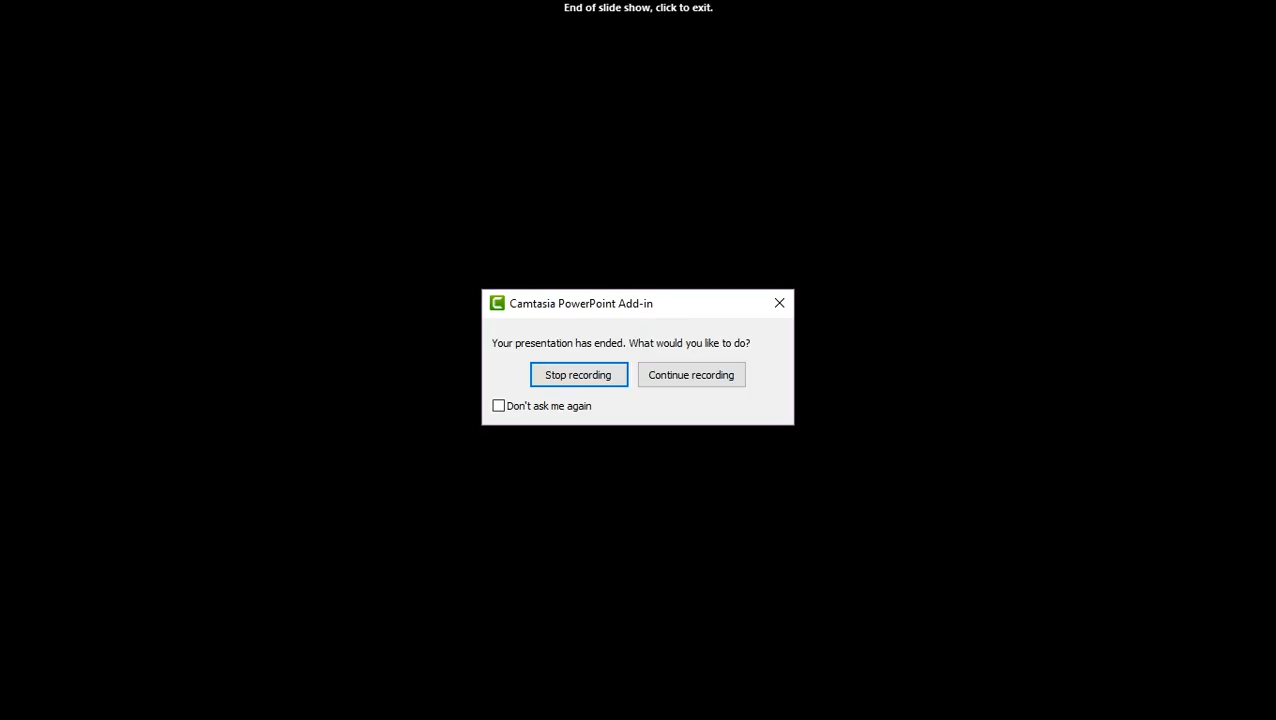 End of slide show, click to exit.
Camtasia PowerPoint Add-in
Your presentation has ended. What would you like to do?
Stop recording
Continue recording
Don't ask me again